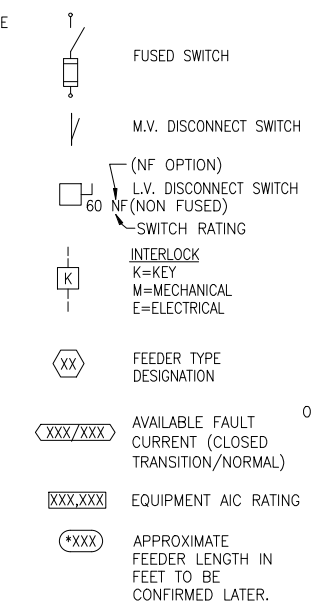 E
FUSED SWITCH
M.V. DISCONNECT SWITCH
(NF OPTION)
L.V. DISCONNECT SWITCH
60 NF(NON FUSED)
SWITCH RATING
INTERLOCK
K K=KEY
M=MECHANICAL
E=ELECTRICAL
XX FEEDER TYPE
DESIGNATION
O
AVAILABLE FAULT
XXX/XXX CURRENT (CLOSED
TRANSITION/NORMAL)
XXX,XXX EQUIPMENT AIC RATING
*XXX APPROXIMATE
FEEDER LENGTH IN
FEET TO BE
CONFIRMED LATER.